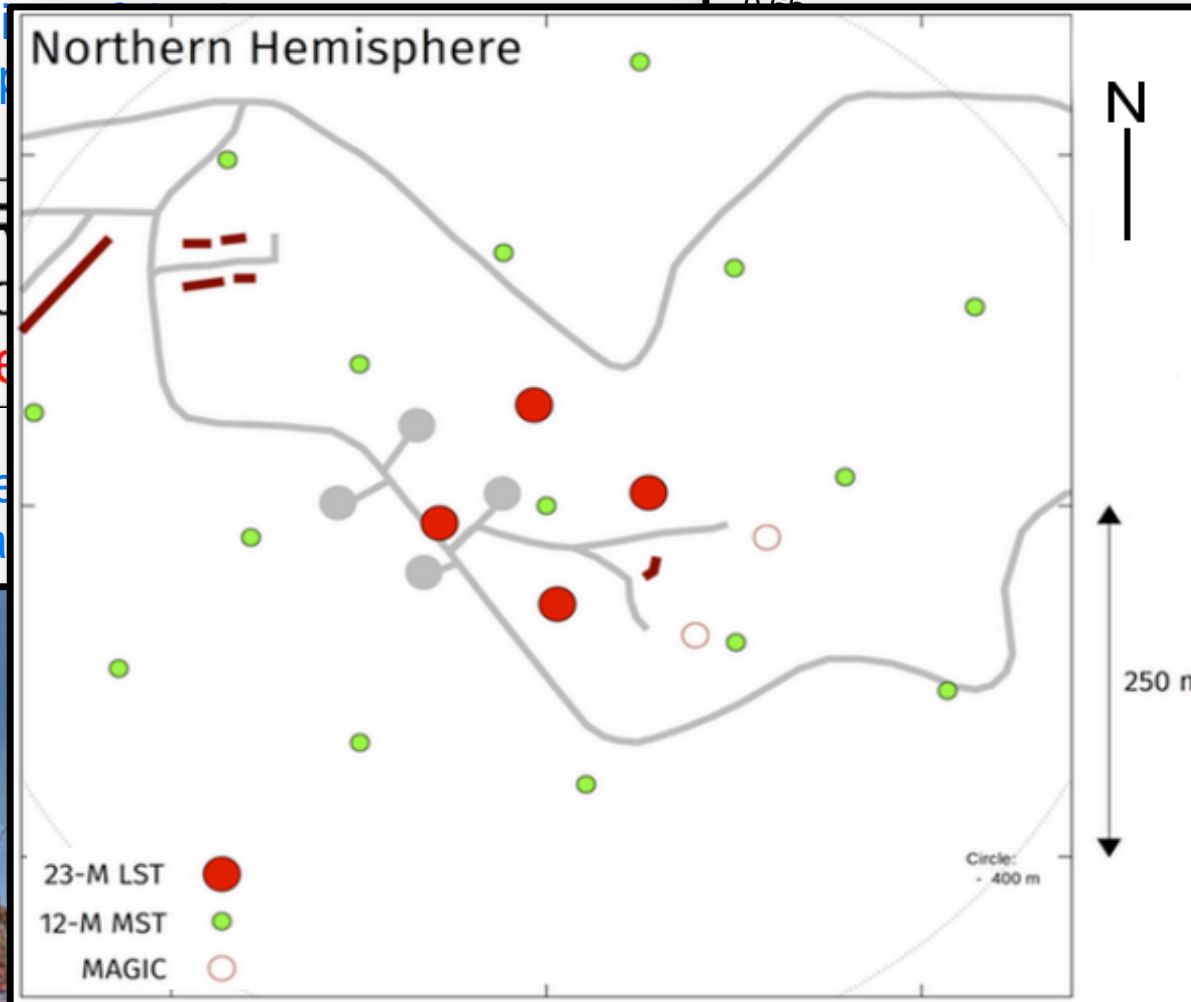 Northern Hemisphere
N
250
Circle:
- 400 m
23-M LST
12-M MST
MAGIC